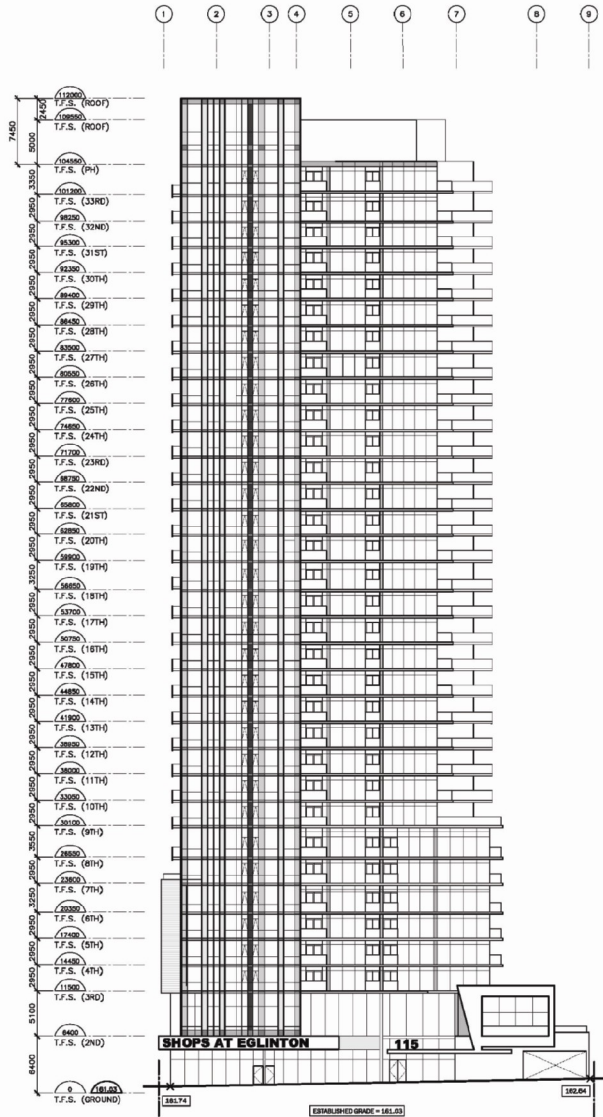 1 2 3 4 5 6 7 8 9
112000
T.F.S. (ROOF)
2450
109550
T.F.S. (ROOF)
7450
5000
104550
T.F.S. (PH)
3350
101200
T.F.S. (33RD)
2950
98250
T.F.S. (32ND)
2950
95300
T.F.S. (31ST)
2950
92350
T.F.S. (30TH)
2950
89400
T.F.S. (29TH)
2950
86450
T.F.S. (28TH)
2950
83500
T.F.S. (27TH)
2950
80550
T.F.S. (26TH)
2950
77600
T.F.S. (25TH)
2950
74650
T.F.S. (24TH)
2950
71700
T.F.S. (23RD)
2950
68750
T.F.S. (22ND)
2950
65800
T.F.S. (21ST)
2950
62850
T.F.S. (20TH)
2950
59900
T.F.S. (19TH)
3250
56650
T.F.S. (18TH)
2950
53700
T.F.S. (17TH)
2950
50750
T.F.S. (16TH)
2950
47800
T.F.S. (15TH)
2950
44850
T.F.S. (14TH)
2950
41900
T.F.S. (13TH)
2950
38950
T.F.S. (12TH)
2950
36000
T.F.S. (11TH)
2950
33050
T.F.S. (10TH)
2950
30100
T.F.S. (9TH)
3550
26550
T.F.S. (8TH)
2950
23600
T.F.S. (7TH)
3250
20350
T.F.S. (6TH)
2950
17400
T.F.S. (5TH)
2950
14450
T.F.S. (4TH)
2950
11500
T.F.S. (3RD)
5100
6400
T.F.S. (2ND)
SHOPS AT EGLINTON 115
6400
0 161.03
T.F.S. (GROUND)
161.74
162.64
ESTABLISHED GRADE = 161.03